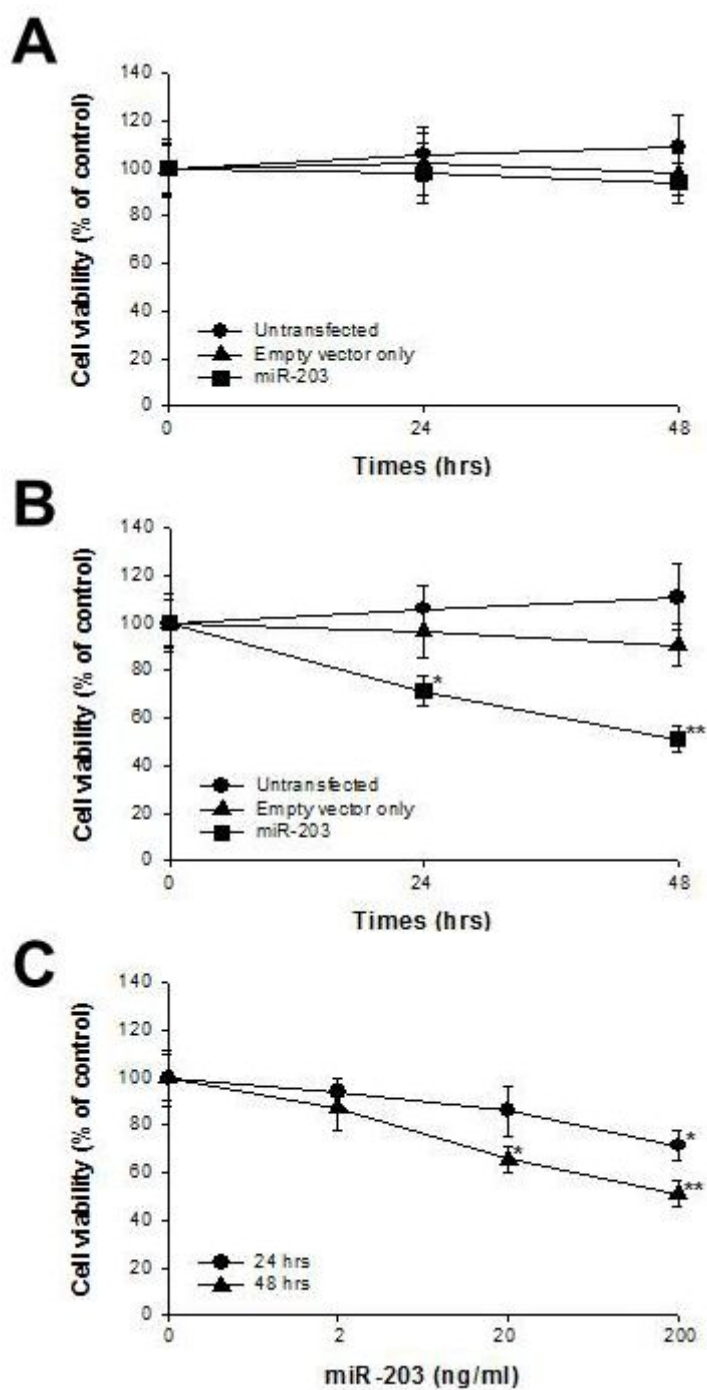 A
Cell viability (% of control)
140
120
100
80
60
40
20
0
Untransfected
Empty vector only
miR-203
0 24 48
Times (hrs)
B
Cell viability (% of control)
140
120
100
80
60
40
20
0
*
**
Untransfected
Empty vector only
miR-203
0 24 48
Times (hrs)
C
Cell viability (% of control)
140
120
100
80
60
40
20
0
*
*
**
24 hrs
48 hrs
0 2 20 200
miR-203 (ng/ml)